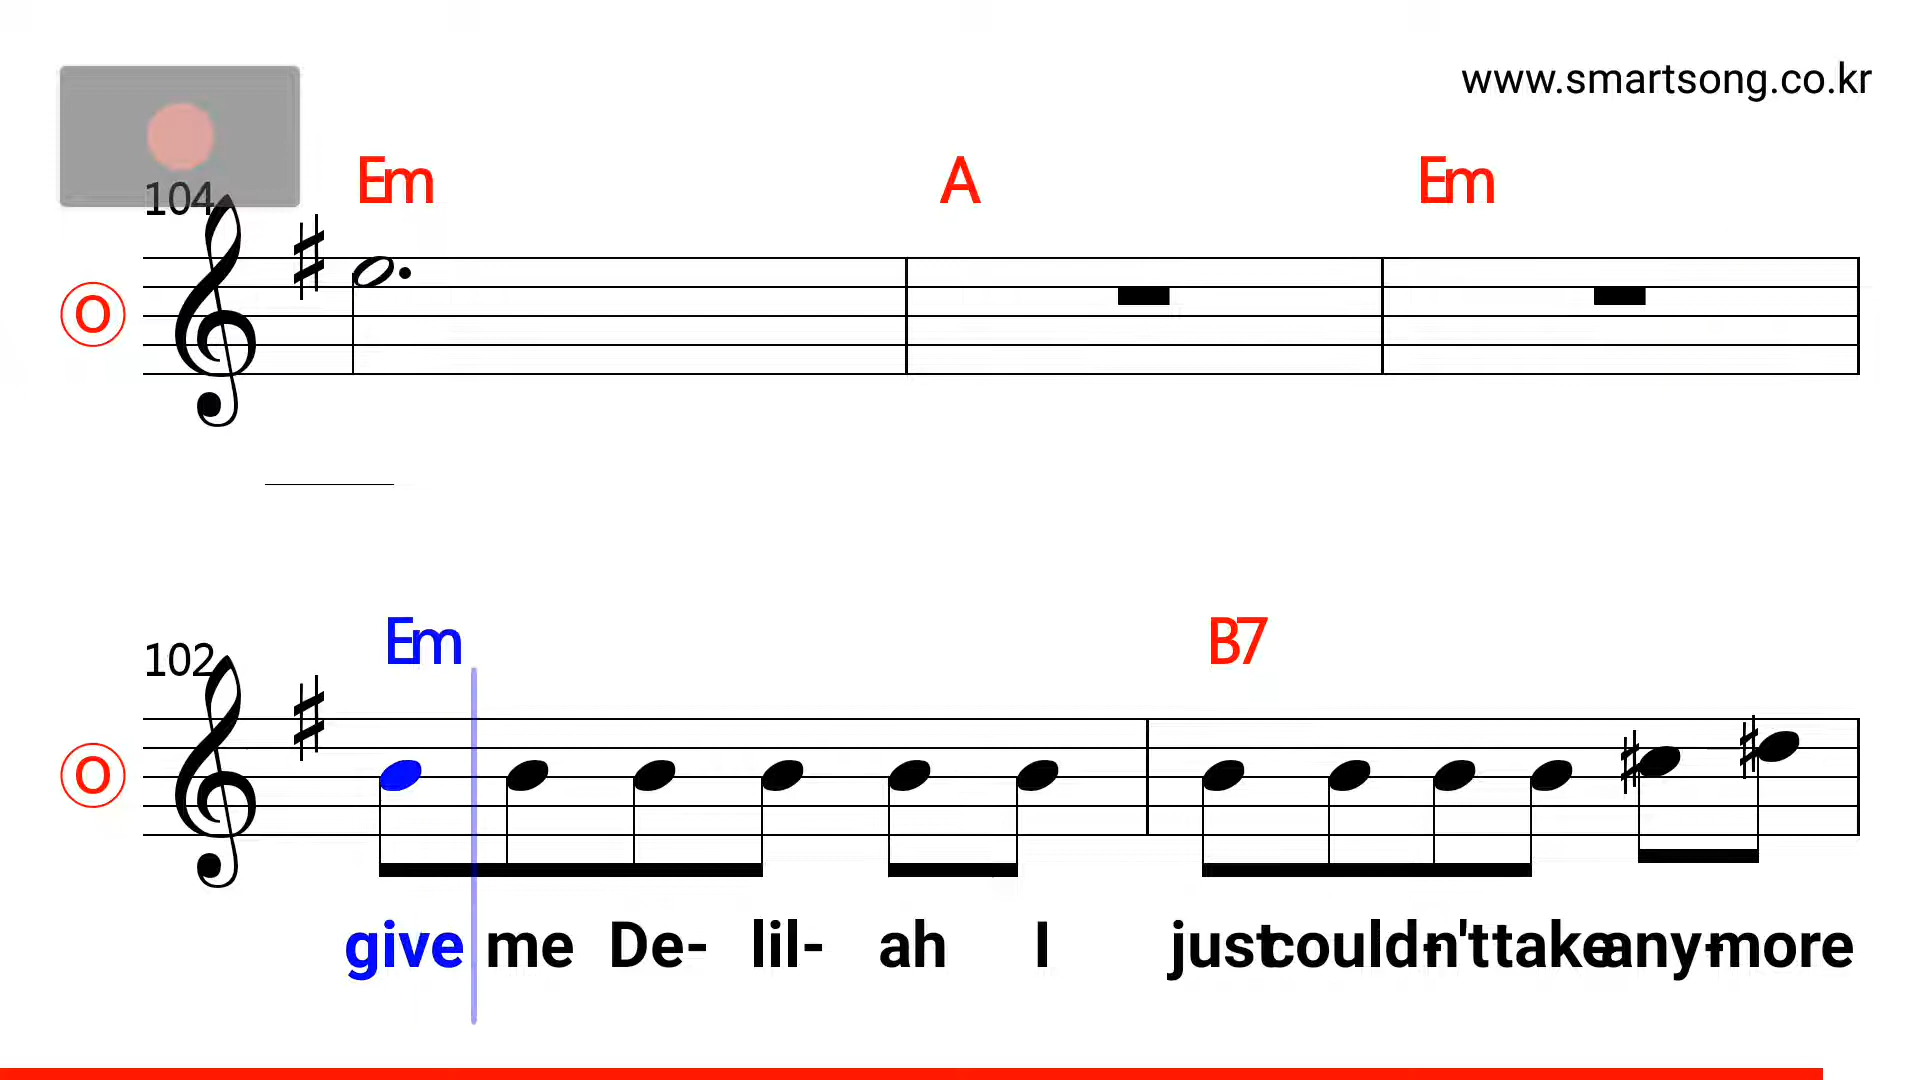 www.smartsong.co.kr
104 Em A Em
O
102 Em B7
O
give me De- lil- ah I just could- n't take any- more